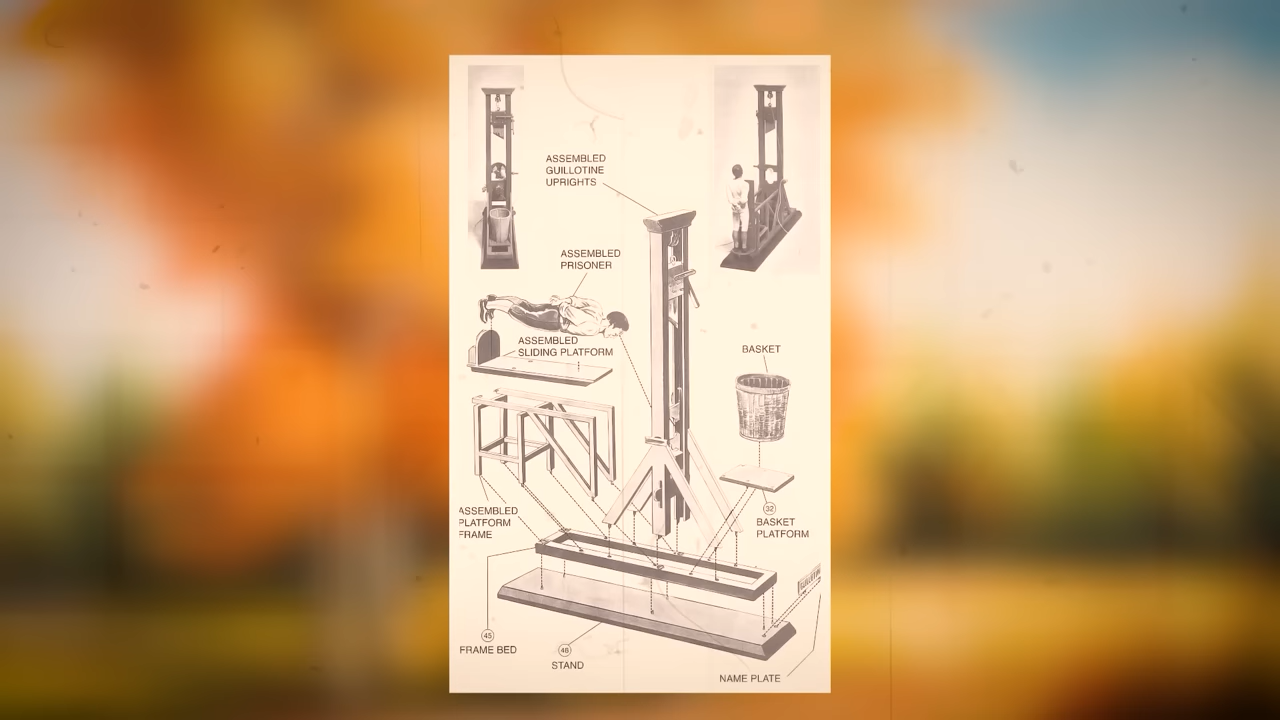 ASSEMBLED
GUILLOTINE
UPRIGHTS
ASSEMBLED
PRISONER
ASSEMBLED
SLIDING PLATFORM
BASKET
ASSEMBLED
PLATFORM
FRAME
32
BASKET
PLATFORM
45
FRAME BED
46
STAND
NAME PLATE